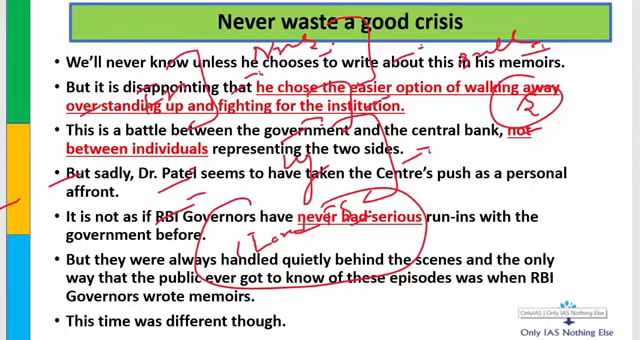 Never waste a good crisis
• We'll never know unless he chooses to write about this in his memoirs.
• But it is disappointing that he chose the easier option of walking away
over standing up and fighting for the institution.
• This is a battle between the government and the central bank, not
between individuals representing the two sides.
• But sadly, Dr. Patel seems to have taken the Centre's push as a personal
affront.
• It is not as if RBI Governors have never had serious run-ins with the
government before.
• But they were always handled quietly behind the scenes and the only
way that the public ever got to know of these episodes was when RBI
Governors wrote memoirs.
• This time was different though.
OnlyIAS | Only IAS Nothing Else
Only IAS Nothing Else